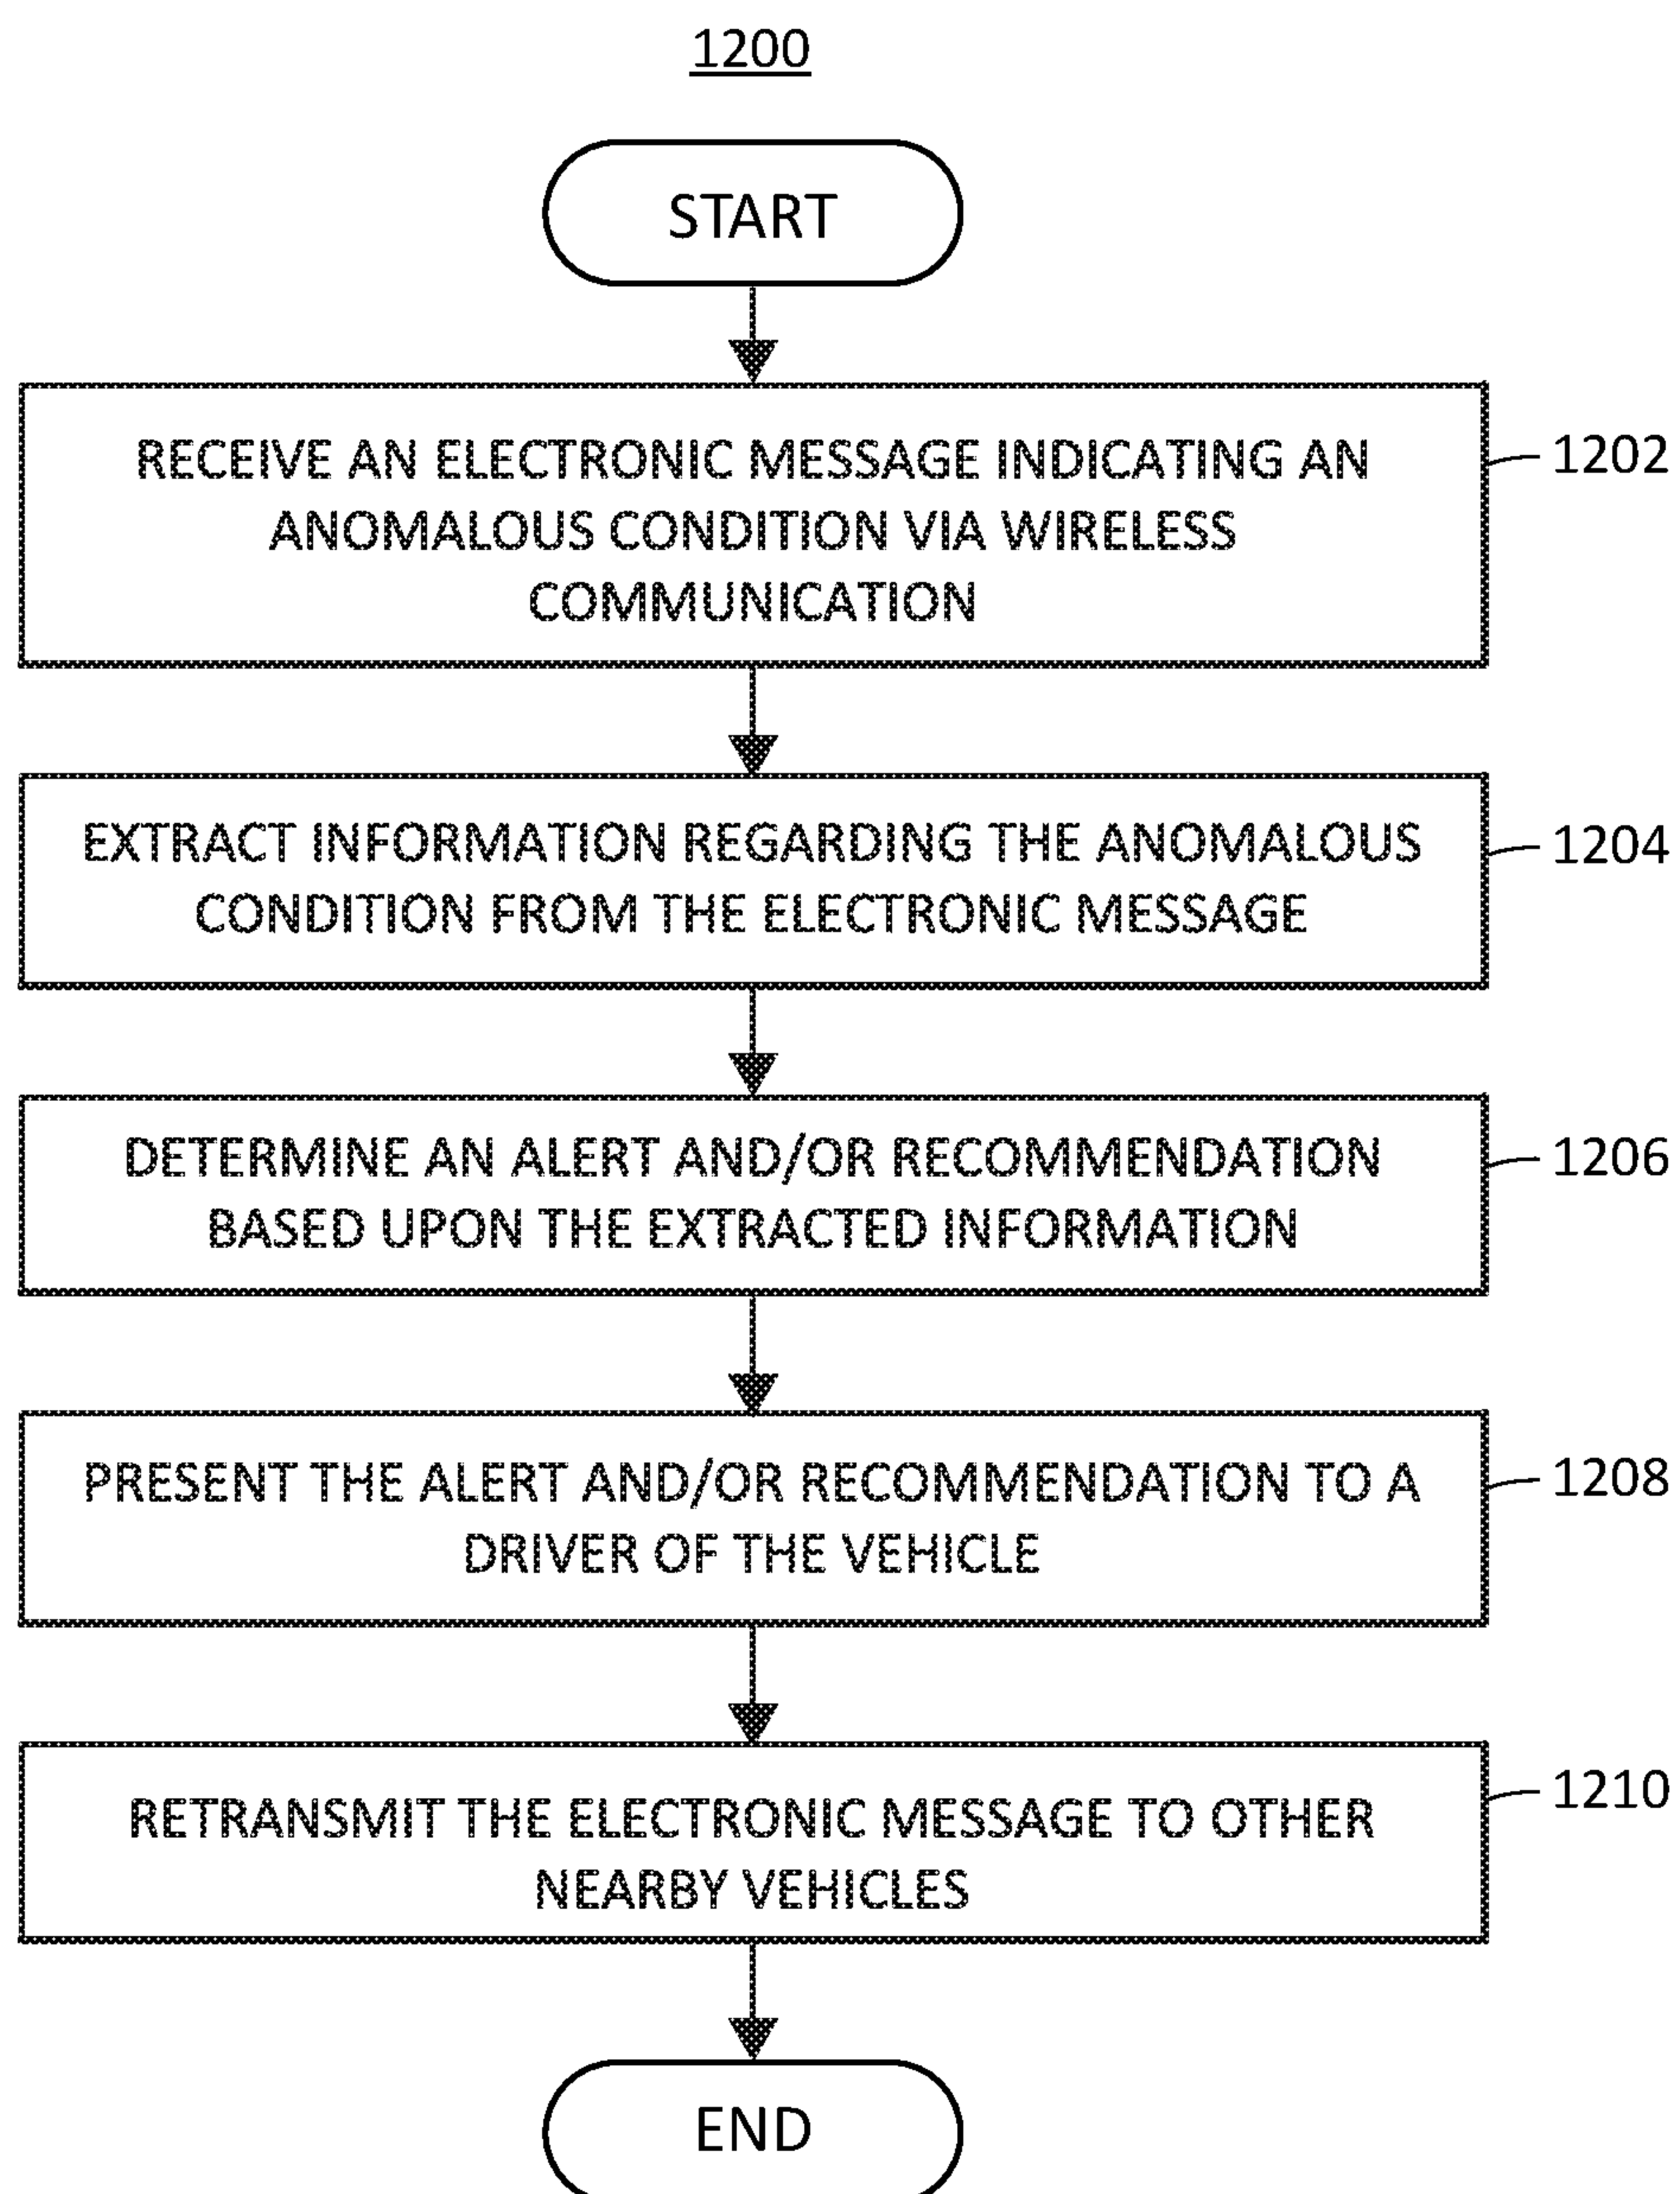 1200
START
RECEIVE AN ELECTRONIC MESSAGE INDICATING AN
ANOMALOUS CONDITION VIA WIRELESS
COMMUNICATION
1202
EXTRACT INFORMATION REGARDING THE ANOMALOUS
CONDITION FROM THE ELECTRONIC MESSAGE
1204
DETERMINE AN ALERT AND/OR RECOMMENDATION
BASED UPON THE EXTRACTED INFORMATION
1206
PRESENT THE ALERT AND/OR RECOMMENDATION TO A
DRIVER OF THE VEHICLE
1208
RETRANSMIT THE ELECTRONIC MESSAGE TO OTHER
NEARBY VEHICLES
1210
END